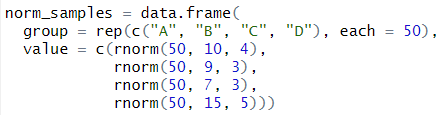 norm_samples = data.frame(
  group = rep(c("A", "B", "C", "D"), each = 50),
  value = c(rnorm(50, 10, 4),
            rnorm(50, 9, 3),
            rnorm(50, 7, 3),
            rnorm(50, 15, 5)))